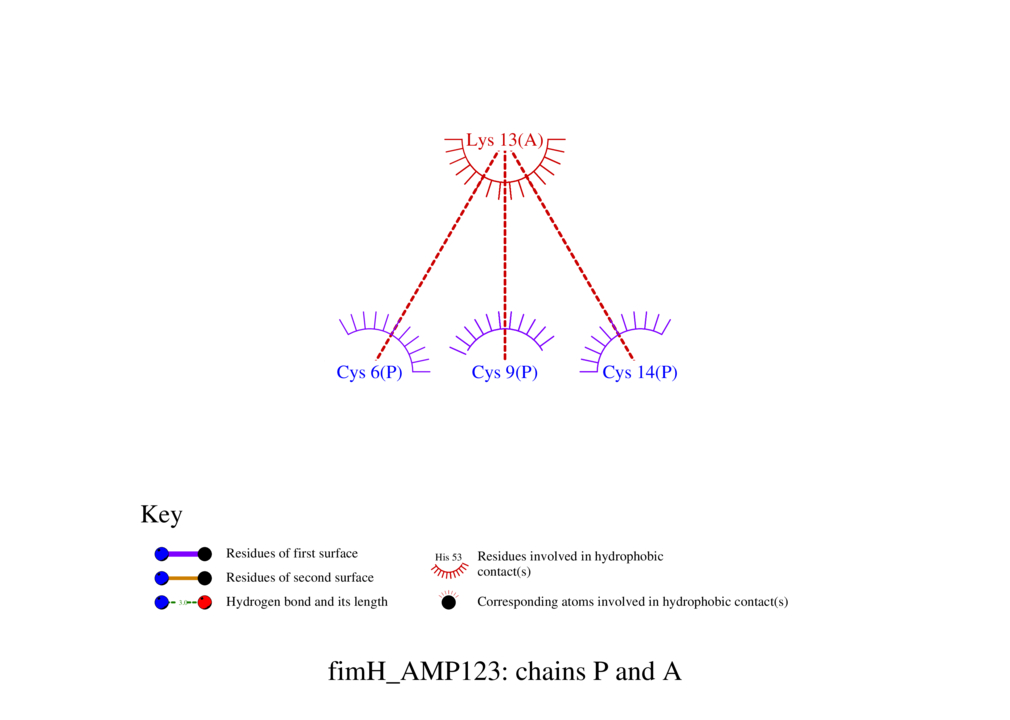 Lys 13(A)
Cys 6(P)
Cys 9(P)
Cys 14(P)
Key
Residues of first surface
Residues of second surface
3.0
Hydrogen bond and its length
His 53
Residues involved in hydrophobic
contact(s)
Corresponding atoms involved in hydrophobic contact(s)
fimH_AMP123: chains P and A